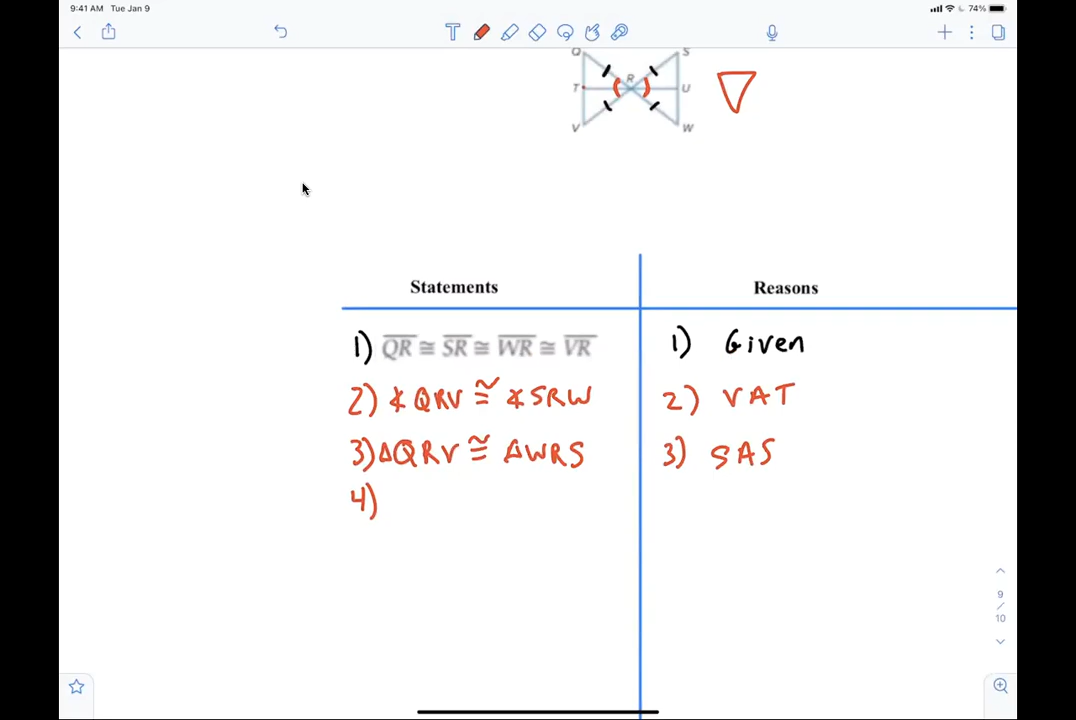 9:41 AM Tue Jan 9
74%
Q S
R
T U
V W
Statements Reasons
1) QR ≅ SR ≅ WR ≅ VR 1) Given
2) ∡QRV ≅ ∡SRW 2) VAT
3) ΔQRV ≅ ΔWRS 3) SAS
4)
9
/
10